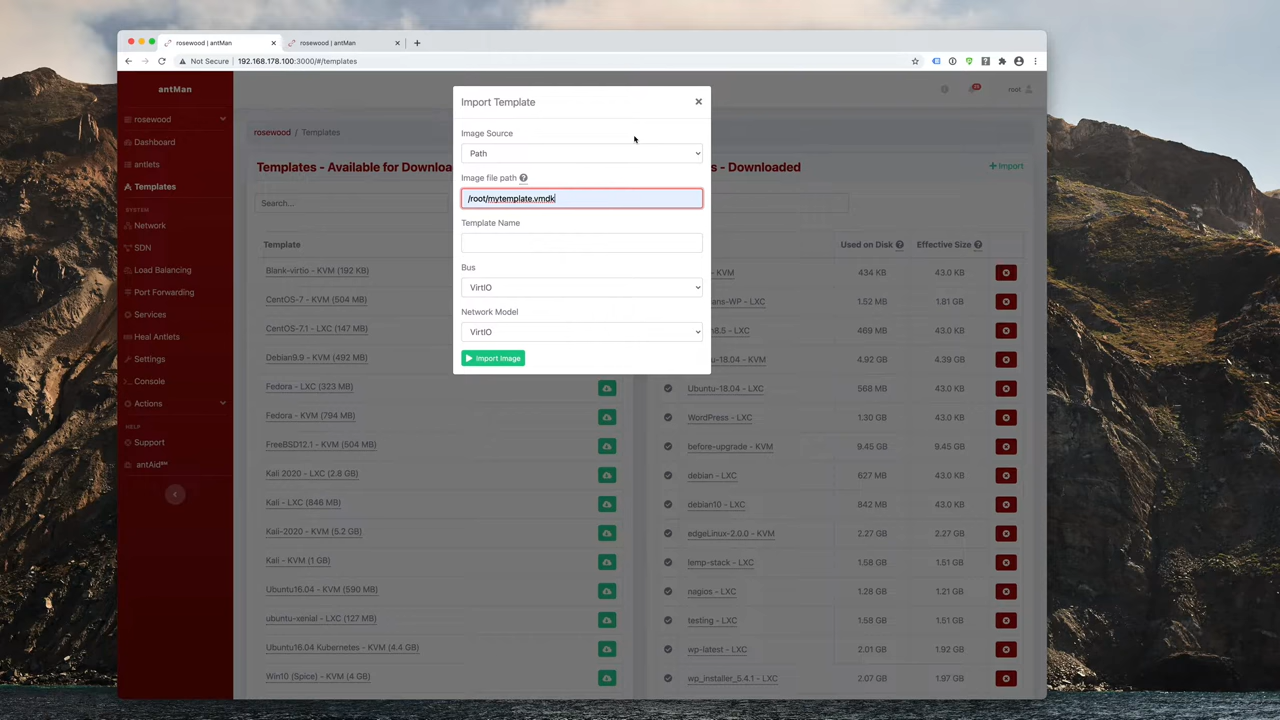 rosewood | antMan
rosewood | antMan
Not Secure | 192.168.178.100:3000/#/templates
antMan
rosewood
Dashboard
antlets
Templates
SYSTEM
Network
SDN
Load Balancing
Port Forwarding
Services
Heal Antlets
Settings
Console
Actions
HELP
Support
antAid
root
rosewood / Templates
Templates - Available for Downlo
Search...
Template
Blank-virtio - KVM (192 KB)
CentOS-7 - KVM (504 MB)
CentOS-7.1 - LXC (147 MB)
Debian9.9 - KVM (492 MB)
Fedora - LXC (323 MB)
Fedora - KVM (794 MB)
FreeBSD12.1 - KVM (504 MB)
Kali 2020 - LXC (2.8 GB)
Kali - LXC (846 MB)
Kali-2020 - KVM (5.2 GB)
Kali - KVM (1 GB)
Ubuntu16.04 - KVM (590 MB)
ubuntu-xenial - LXC (127 MB)
Ubuntu16.04 Kubernetes - KVM (4.4 GB)
Win10 (Spice) - KVM (4 GB)
Import Template
Image Source
Path
Image file path
/root/mytemplate.vmdk
Template Name
Bus
VirtIO
Network Model
VirtIO
Import Image
s - Downloaded
Import
Used on Disk Effective Size
KVM 434 KB 43.0 KB
ans-WP - LXC 1.52 MB 1.81 GB
n8.5 - LXC 469 MB 43.0 KB
u-18.04 - KVM 4.92 GB 4.39 GB
Ubuntu-18.04 - LXC 568 MB 43.0 KB
WordPress - LXC 1.30 GB 43.0 KB
before-upgrade - KVM 9.45 GB 9.45 GB
debian - LXC 627 MB 43.0 KB
debian10 - LXC 842 MB 43.0 KB
edgeLinux-2.0.0 - KVM 2.27 GB 2.27 GB
lemp-stack - LXC 1.58 GB 1.51 GB
nagios - LXC 1.28 GB 1.21 GB
testing - LXC 1.58 GB 1.51 GB
wp-latest - LXC 2.01 GB 1.92 GB
wp_installer_5.4.1 - LXC 2.07 GB 1.97 GB